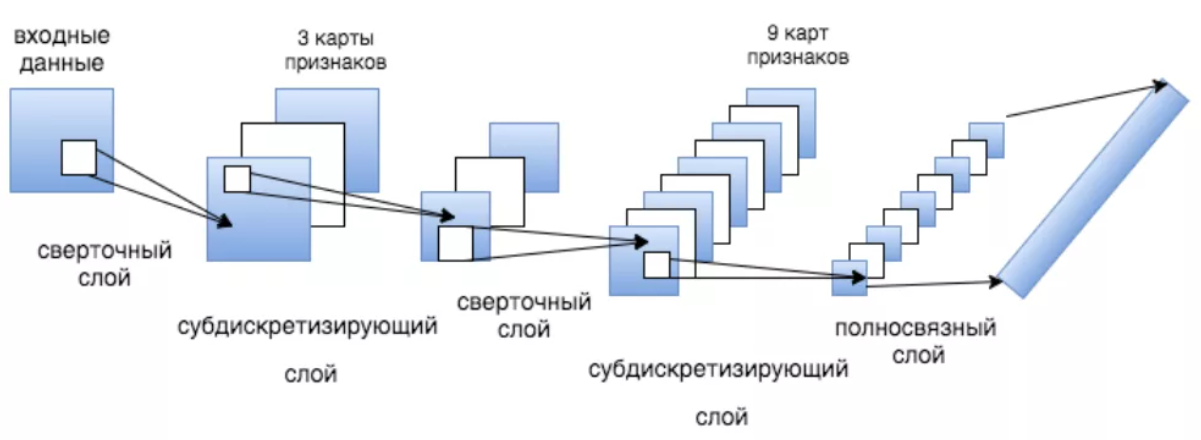 входные
данные
3 карты
признаков
9 карт
признаков
сверточный
слой
субдискретизирующий
слой
сверточный
слой
субдискретизирующий
слой
полносвязный
слой